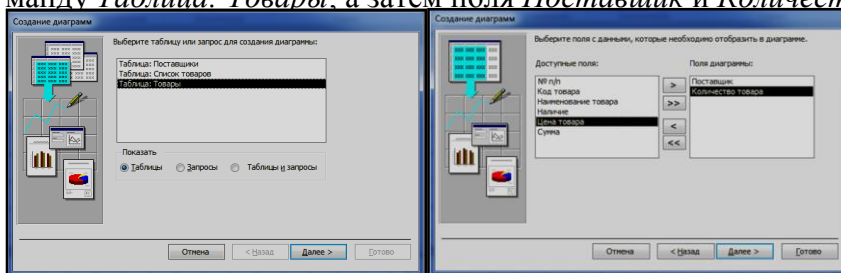 манду Таблица: Товары, а затем поля Поставщик и Количест
Создание диаграмм
Выберите таблицу или запрос для создания диаграммы:
Таблица: Поставщики
Таблица: Список товаров
Таблица: Товары
Показать
Таблицы Запросы Таблицы и запросы
Отмена < Назад Далее > Готово
Создание диаграмм
Выберите поля с данными, которые необходимо отобразить в диаграмме.
Доступные поля: Поля диаграммы:
№ п/п
Код товара
Наименование товара
Наличие
Цена товара
Сумма
>
>>
<
<<
Поставщик
Количество товара
Отмена < Назад Далее > Готово